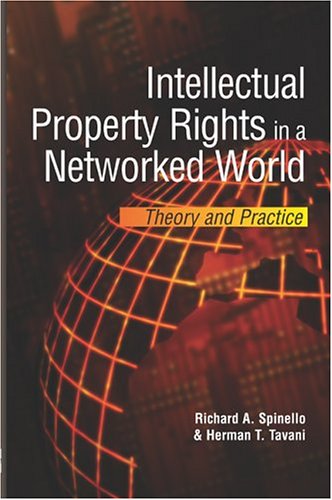 Intellectual
Property Rights in a
Networked World
Theory and Practice
Richard A. Spinello
& Herman T. Tavani